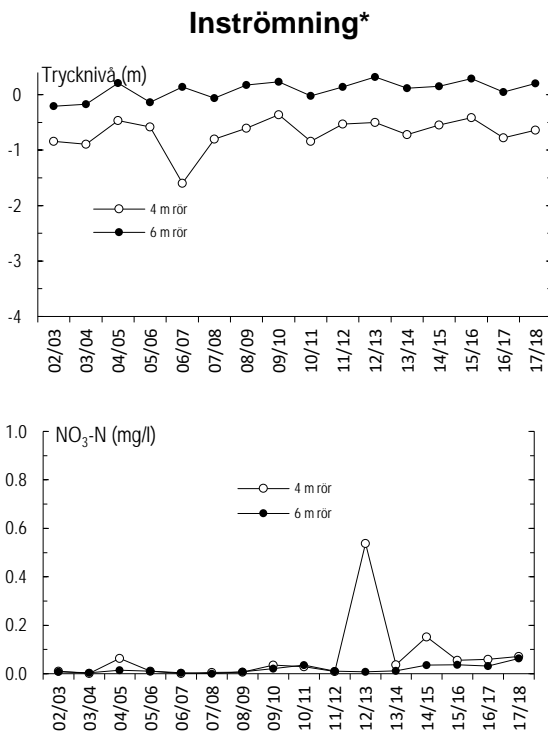 Inströmning*
Trycknivå (m)
0
-1
-2
-3
-4
4 m rör
6 m rör
02/03 03/04 04/05 05/06 06/07 07/08 08/09 09/10 10/11 11/12 12/13 13/14 14/15 15/16 16/17 17/18
NO₃-N (mg/l)
1.0
0.8
0.6
0.4
0.2
0.0
4 m rör
6 m rör
02/03 03/04 04/05 05/06 06/07 07/08 08/09 09/10 10/11 11/12 12/13 13/14 14/15 15/16 16/17 17/18